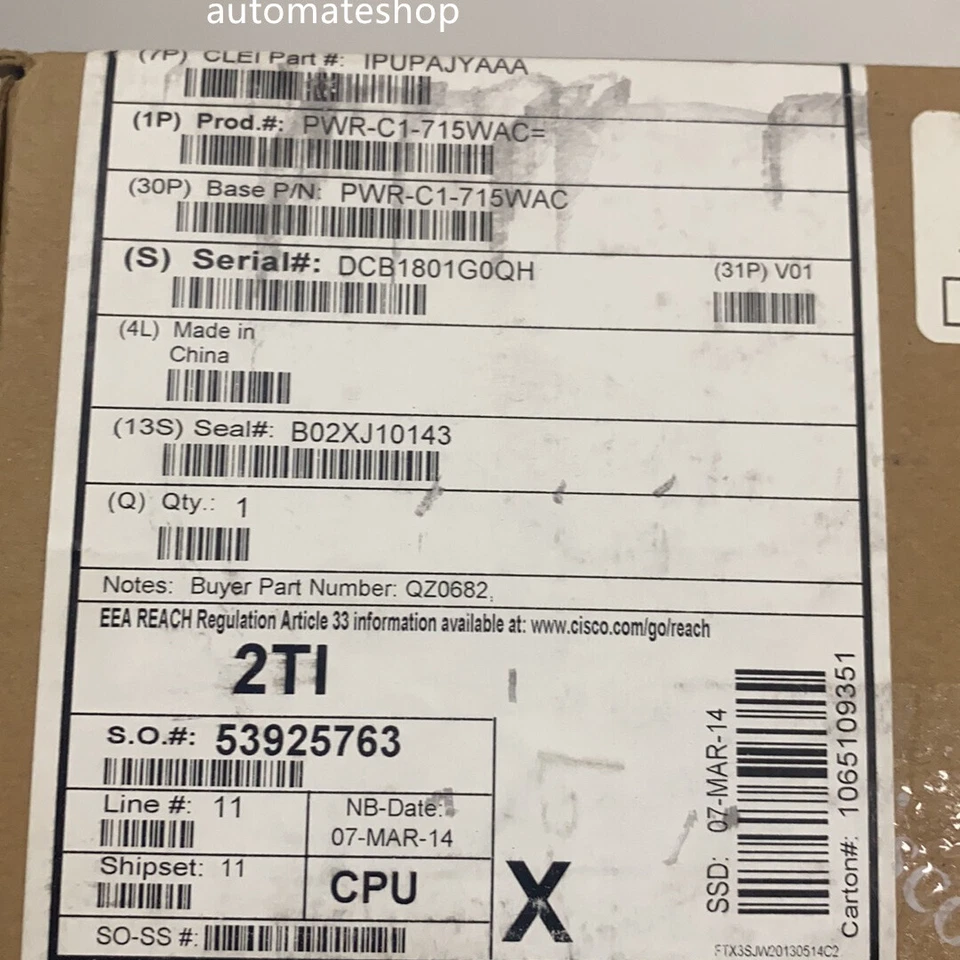 automateshop
(7P) CLEI Part #: IPUPAJYAAA
(1P) Prod.#: PWR-C1-715WAC=
(30P) Base P/N: PWR-C1-715WAC
(S) Serial#: DCB1801G0QH
(31P) V01
(4L) Made in
China
(13S) Seal#: B02XJ10143
(Q) Qty.: 1
Notes: Buyer Part Number: QZ0682,
EEA REACH Regulation Article 33 information available at: www.cisco.com/go/reach
2TI
S.O.#: 53925763
Line #: 11
NB-Date:
07-MAR-14
Shipset: 11
CPU
SO-SS #:
X
SSD: 07-MAR-14
Carton#: 1065109351
FTX3SJW20130514C2